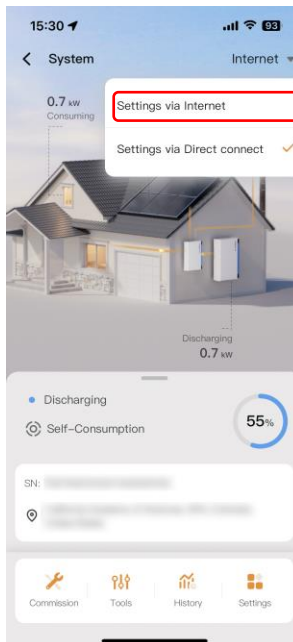 15:30
93
System
Internet
0.7 kW
Consuming
Settings via Internet
Settings via Direct connect
Discharging
0.7 kW
Discharging
Self-Consumption
55%
SN:
Commission
Tools
History
Settings